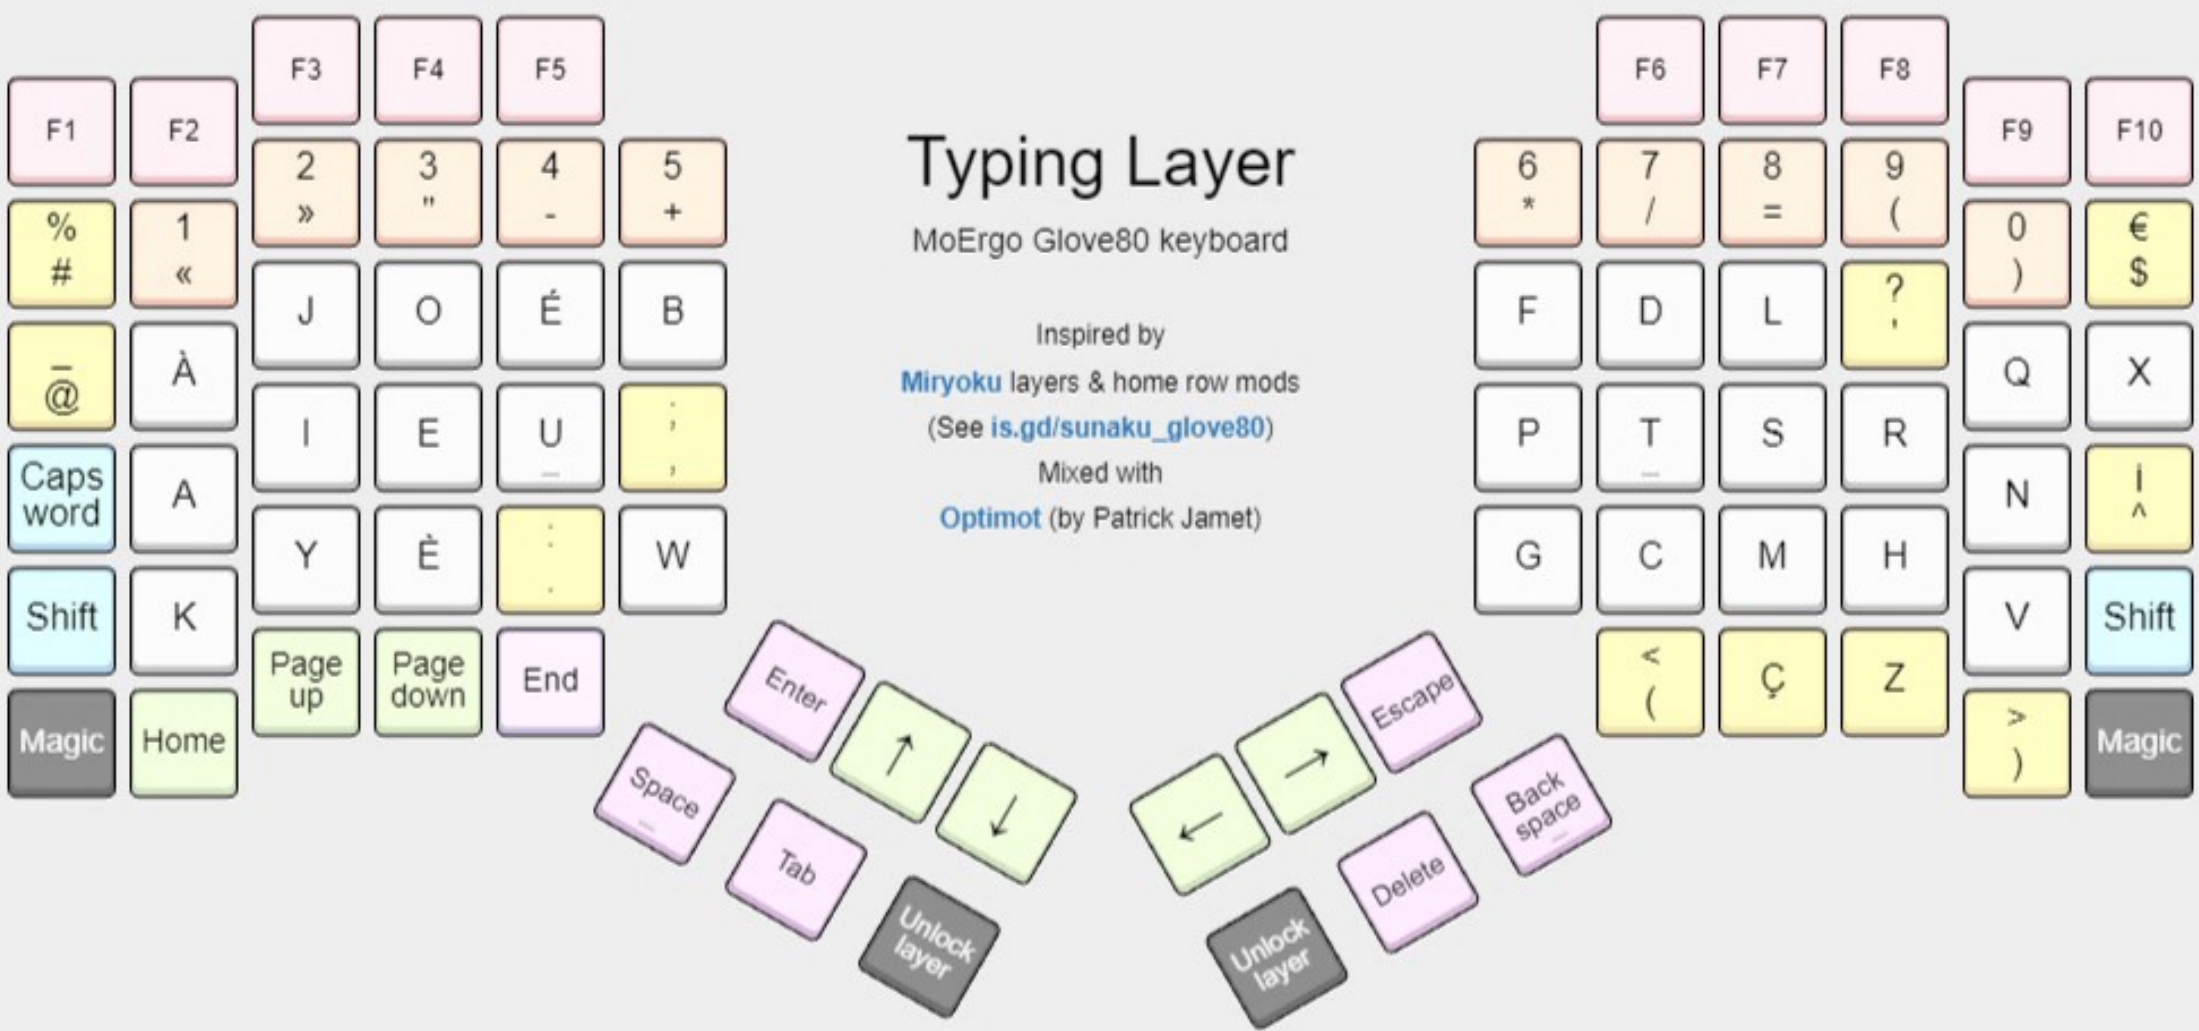 F3 F4 F5 F6 F7 F8
F1 F2 F9 F10
2 3 4 5 6 7 8 9
» " - + * / = (
% 1 0 €
# « ) $
Typing Layer
MoErgo Glove80 keyboard
J O É B F D L ?
'
_ À Q X
@
Inspired by
Miryoku layers & home row mods
(See is.gd/sunaku_glove80)
Mixed with
Optimot (by Patrick Jamet)
I E U ; P T S R
_ , _
Caps A N ¡
word ^
Y È : W G C M H
.
Shift K V Shift
Page Page End < Ç Z
up down (
Magic Home > Magic
)
Enter ↑ ↓ ← → Escape
Space Tab Delete Back
space
Unlock Unlock
layer layer